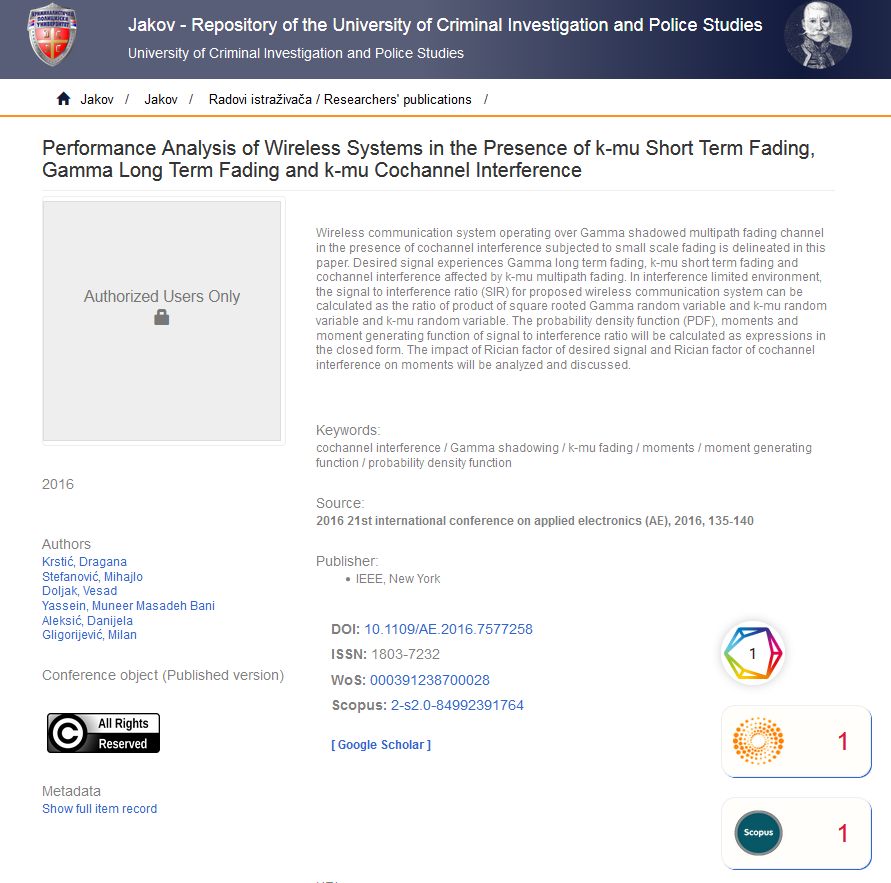 Jakov - Repository of the University of Criminal Investigation and Police Studies
University of Criminal Investigation and Police Studies
Jakov / Jakov / Radovi istraživača / Researchers' publications /
Performance Analysis of Wireless Systems in the Presence of k-mu Short Term Fading,
Gamma Long Term Fading and k-mu Cochannel Interference
Authorized Users Only
2016
Authors
Krstić, Dragana
Stefanović, Mihajlo
Doljak, Vesad
Yassein, Muneer Masadeh Bani
Aleksić, Danijela
Gligorijević, Milan
Conference object (Published version)
All Rights
Reserved
Metadata
Show full item record
Wireless communication system operating over Gamma shadowed multipath fading channel
in the presence of cochannel interference subjected to small scale fading is delineated in this
paper. Desired signal experiences Gamma long term fading, k-mu short term fading and
cochannel interference affected by k-mu multipath fading. In interference limited environment,
the signal to interference ratio (SIR) for proposed wireless communication system can be
calculated as the ratio of product of square rooted Gamma random variable and k-mu random
variable and k-mu random variable. The probability density function (PDF), moments and
moment generating function of signal to interference ratio will be calculated as expressions in
the closed form. The impact of Rician factor of desired signal and Rician factor of cochannel
interference on moments will be analyzed and discussed.
Keywords:
cochannel interference / Gamma shadowing / k-mu fading / moments / moment generating
function / probability density function
Source:
2016 21st international conference on applied electronics (AE), 2016, 135-140
Publisher:
• IEEE, New York
DOI: 10.1109/AE.2016.7577258
ISSN: 1803-7232
WoS: 000391238700028
Scopus: 2-s2.0-84992391764
[ Google Scholar ]
1
1
Scopus 1